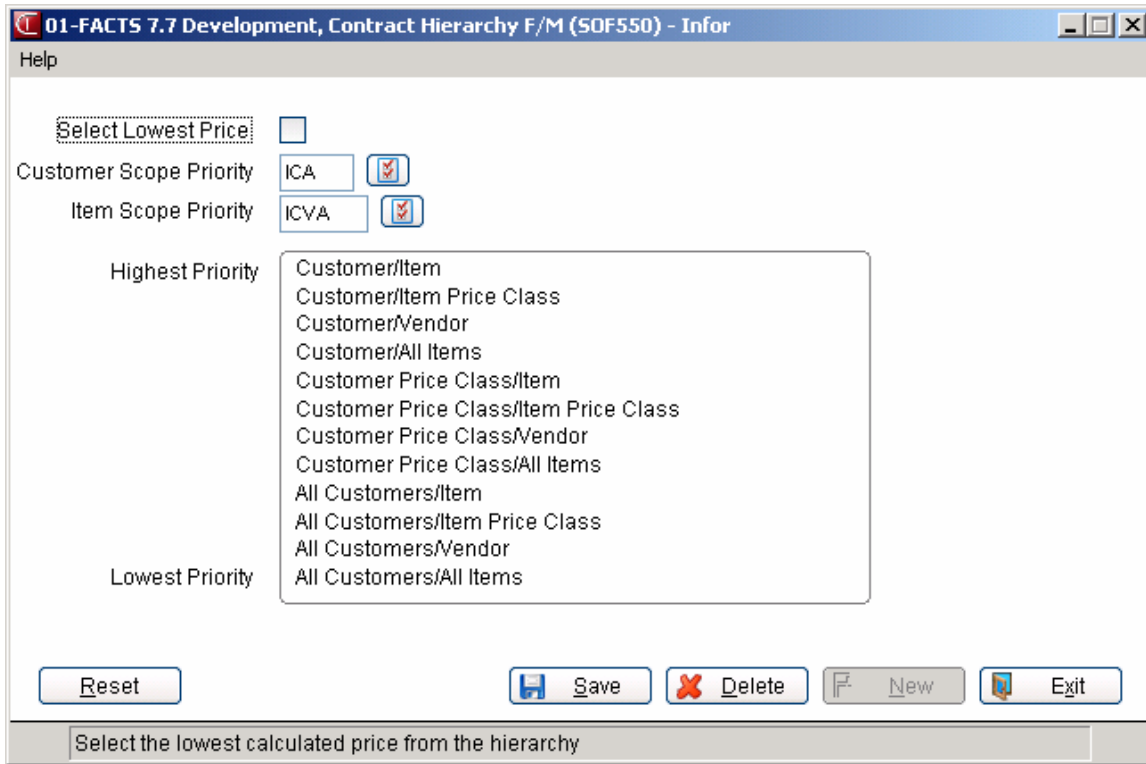 01-FACTS 7.7 Development, Contract Hierarchy F/M (SOF550) - Infor
Help
Select Lowest Price
Customer Scope Priority ICA
Item Scope Priority ICVA
Highest Priority Customer/Item
Customer/Item Price Class
Customer/Vendor
Customer/All Items
Customer Price Class/Item
Customer Price Class/Item Price Class
Customer Price Class/Vendor
Customer Price Class/All Items
All Customers/Item
All Customers/Item Price Class
All Customers/Vendor
Lowest Priority All Customers/All Items
Reset Save Delete New Exit
Select the lowest calculated price from the hierarchy